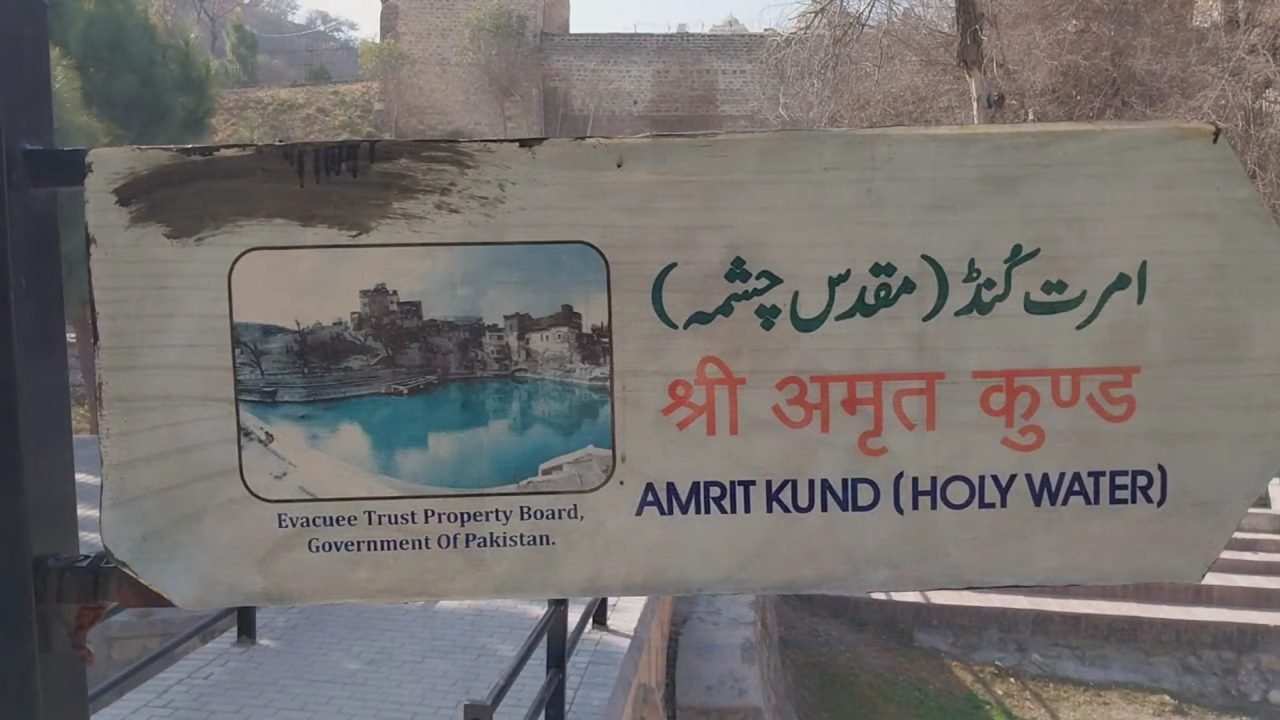 امرت کُنڈ (مقدس چشمہ)
श्री अमृत कुण्ड
AMRIT KUND (HOLY WATER)
Evacuee Trust Property Board,
Government Of Pakistan.